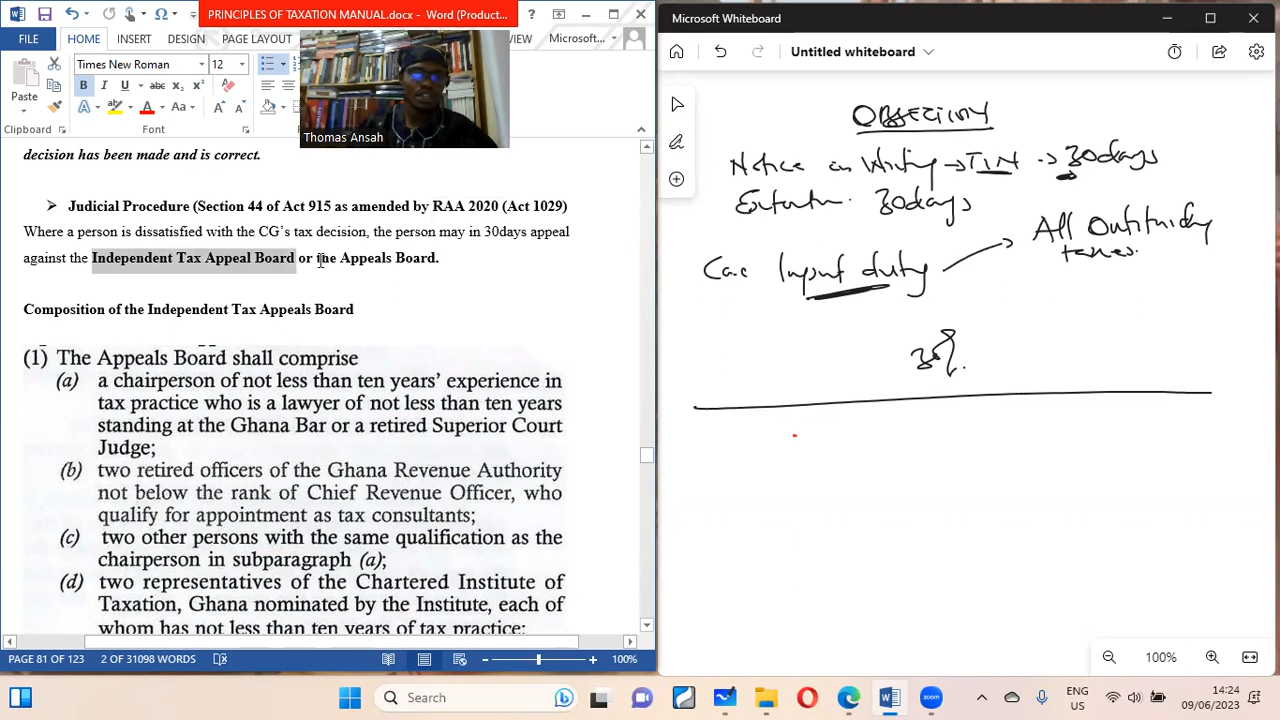 PRINCIPLES OF TAXATION MANUAL.docx - Word (Product...
FILE HOME INSERT DESIGN PAGE LAYOUT VIEW Microsoft...
Paste
Times New Roman 12
B I U abc x₂ x²
Clipboard Font
Thomas Ansah
decision has been made and is correct.
➢ Judicial Procedure (Section 44 of Act 915 as amended by RAA 2020 (Act 1029)
Where a person is dissatisfied with the CG's tax decision, the person may in 30days appeal
against the Independent Tax Appeal Board or the Appeals Board.
Composition of the Independent Tax Appeals Board
(1) The Appeals Board shall comprise
(a) a chairperson of not less than ten years' experience in
tax practice who is a lawyer of not less than ten years
standing at the Ghana Bar or a retired Superior Court
Judge;
(b) two retired officers of the Ghana Revenue Authority
not below the rank of Chief Revenue Officer, who
qualify for appointment as tax consultants;
(c) two other persons with the same qualification as the
chairperson in subparagraph (a);
(d) two representatives of the Chartered Institute of
Taxation, Ghana nominated by the Institute, each of
whom has not less than ten years of tax practice;
PAGE 81 OF 123 2 OF 31098 WORDS 100%
Microsoft Whiteboard
Untitled whiteboard
Notice in Writing → TIN → 30days
30days
Input duty → All Outstanding
taxes.
30%.
100%
Search
ENG
US
14:24
09/06/2023